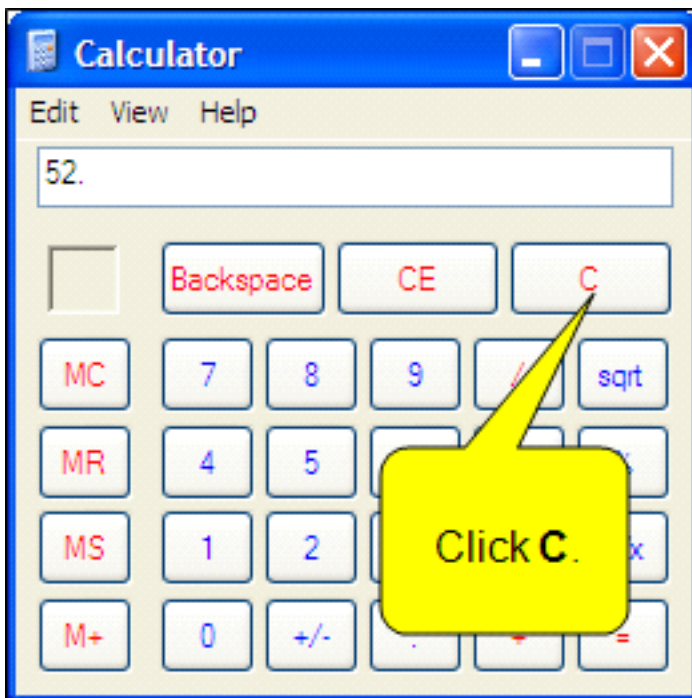 Calculator
Edit View Help
52.
Backspace CE C
MC 7 8 9 / sqrt
MR 4 5
MS 1 2 x
Click C.
M+ 0 +/- . + =